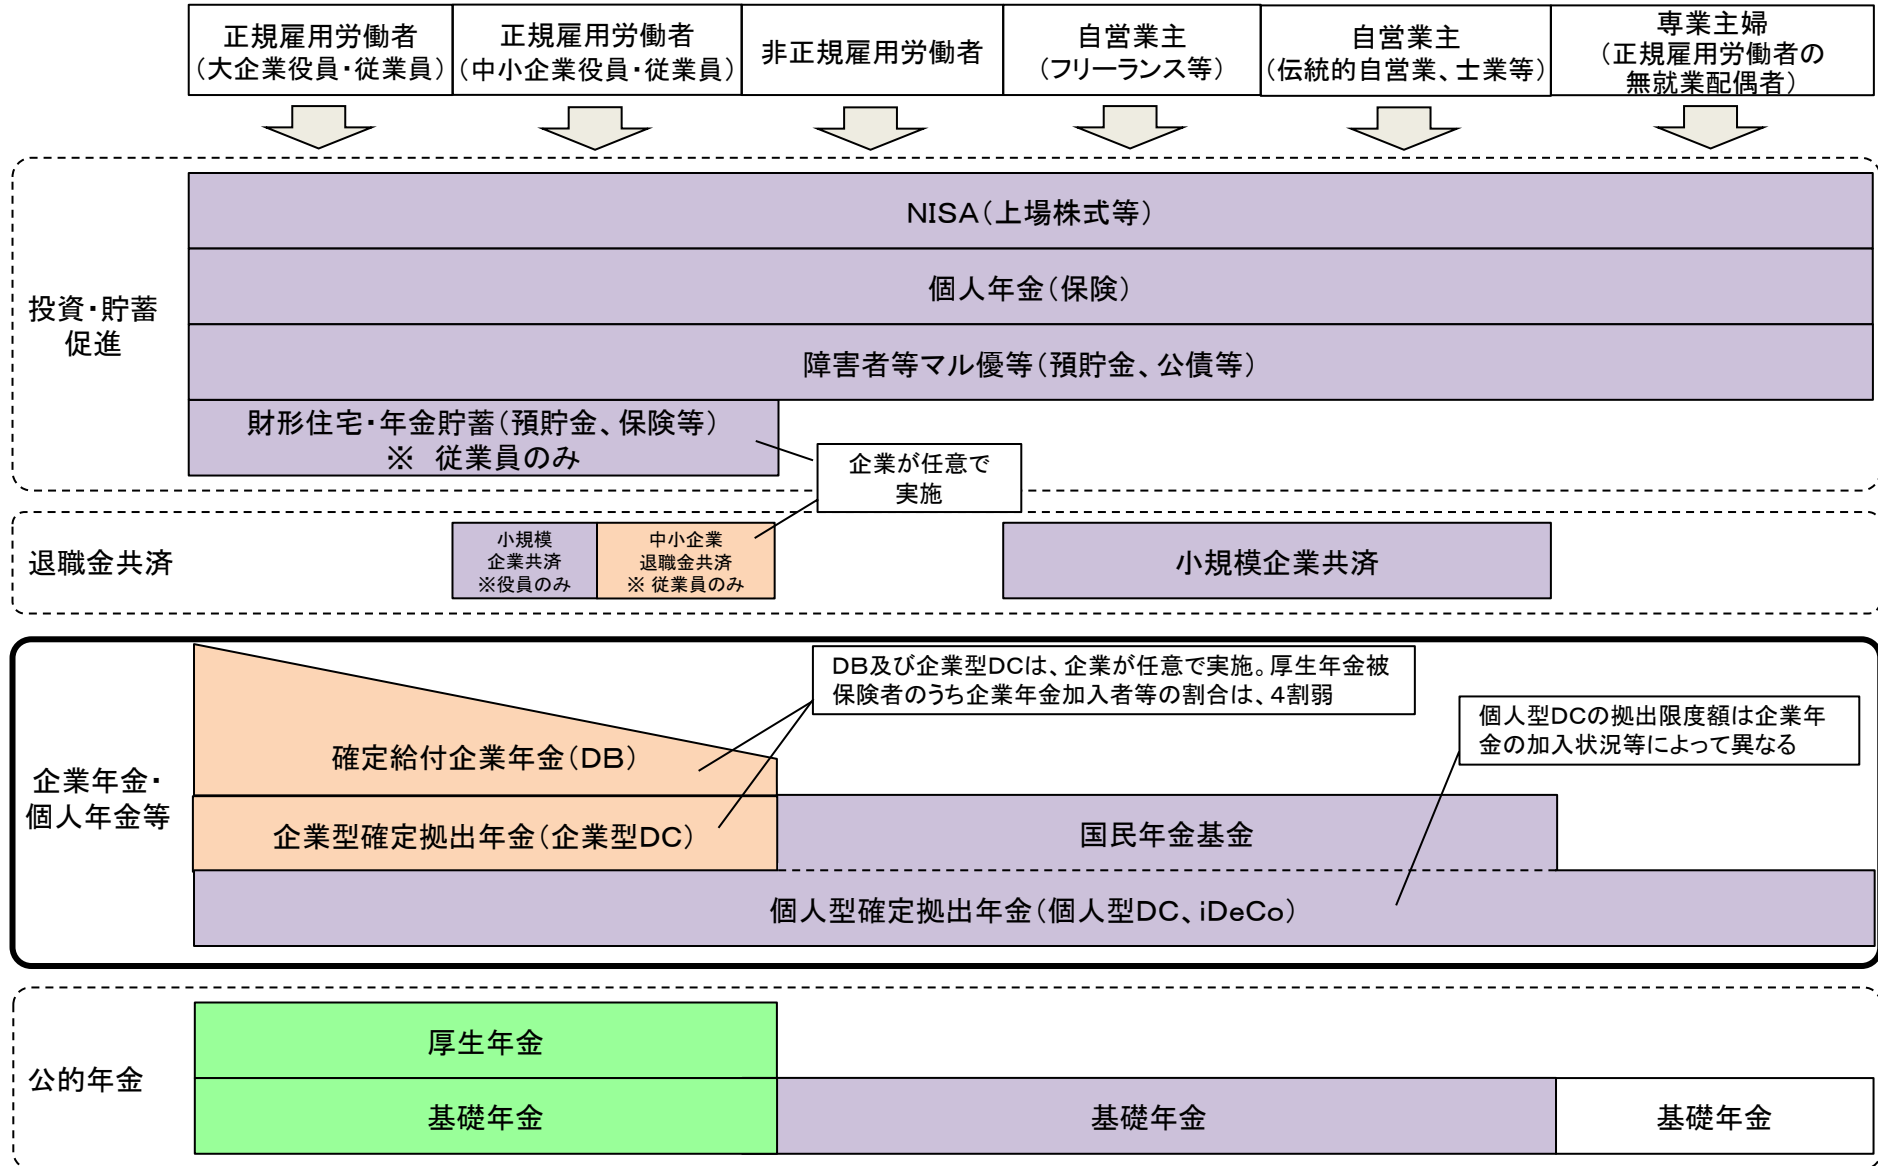 正規雇用労働者
（大企業役員・従業員）
正規雇用労働者
（中小企業役員・従業員）
非正規雇用労働者
自営業主
（フリーランス等）
自営業主
（伝統的自営業、士業等）
専業主婦
（正規雇用労働者の
無就業配偶者）
投資・貯蓄
促進
NISA（上場株式等）
個人年金（保険）
障害者等マル優等（預貯金、公債等）
財形住宅・年金貯蓄（預貯金、保険等）
※　従業員のみ
企業が任意で
実施
退職金共済
小規模
企業共済
※役員のみ
中小企業
退職金共済
※ 従業員のみ
小規模企業共済
企業年金・
個人年金等
DB及び企業型DCは、企業が任意で実施。厚生年金被
保険者のうち企業年金加入者等の割合は、4割弱
個人型DCの拠出限度額は企業年
金の加入状況等によって異なる
確定給付企業年金（DB）
企業型確定拠出年金（企業型DC）
国民年金基金
個人型確定拠出年金（個人型DC、iDeCo）
公的年金
厚生年金
基礎年金
基礎年金
基礎年金